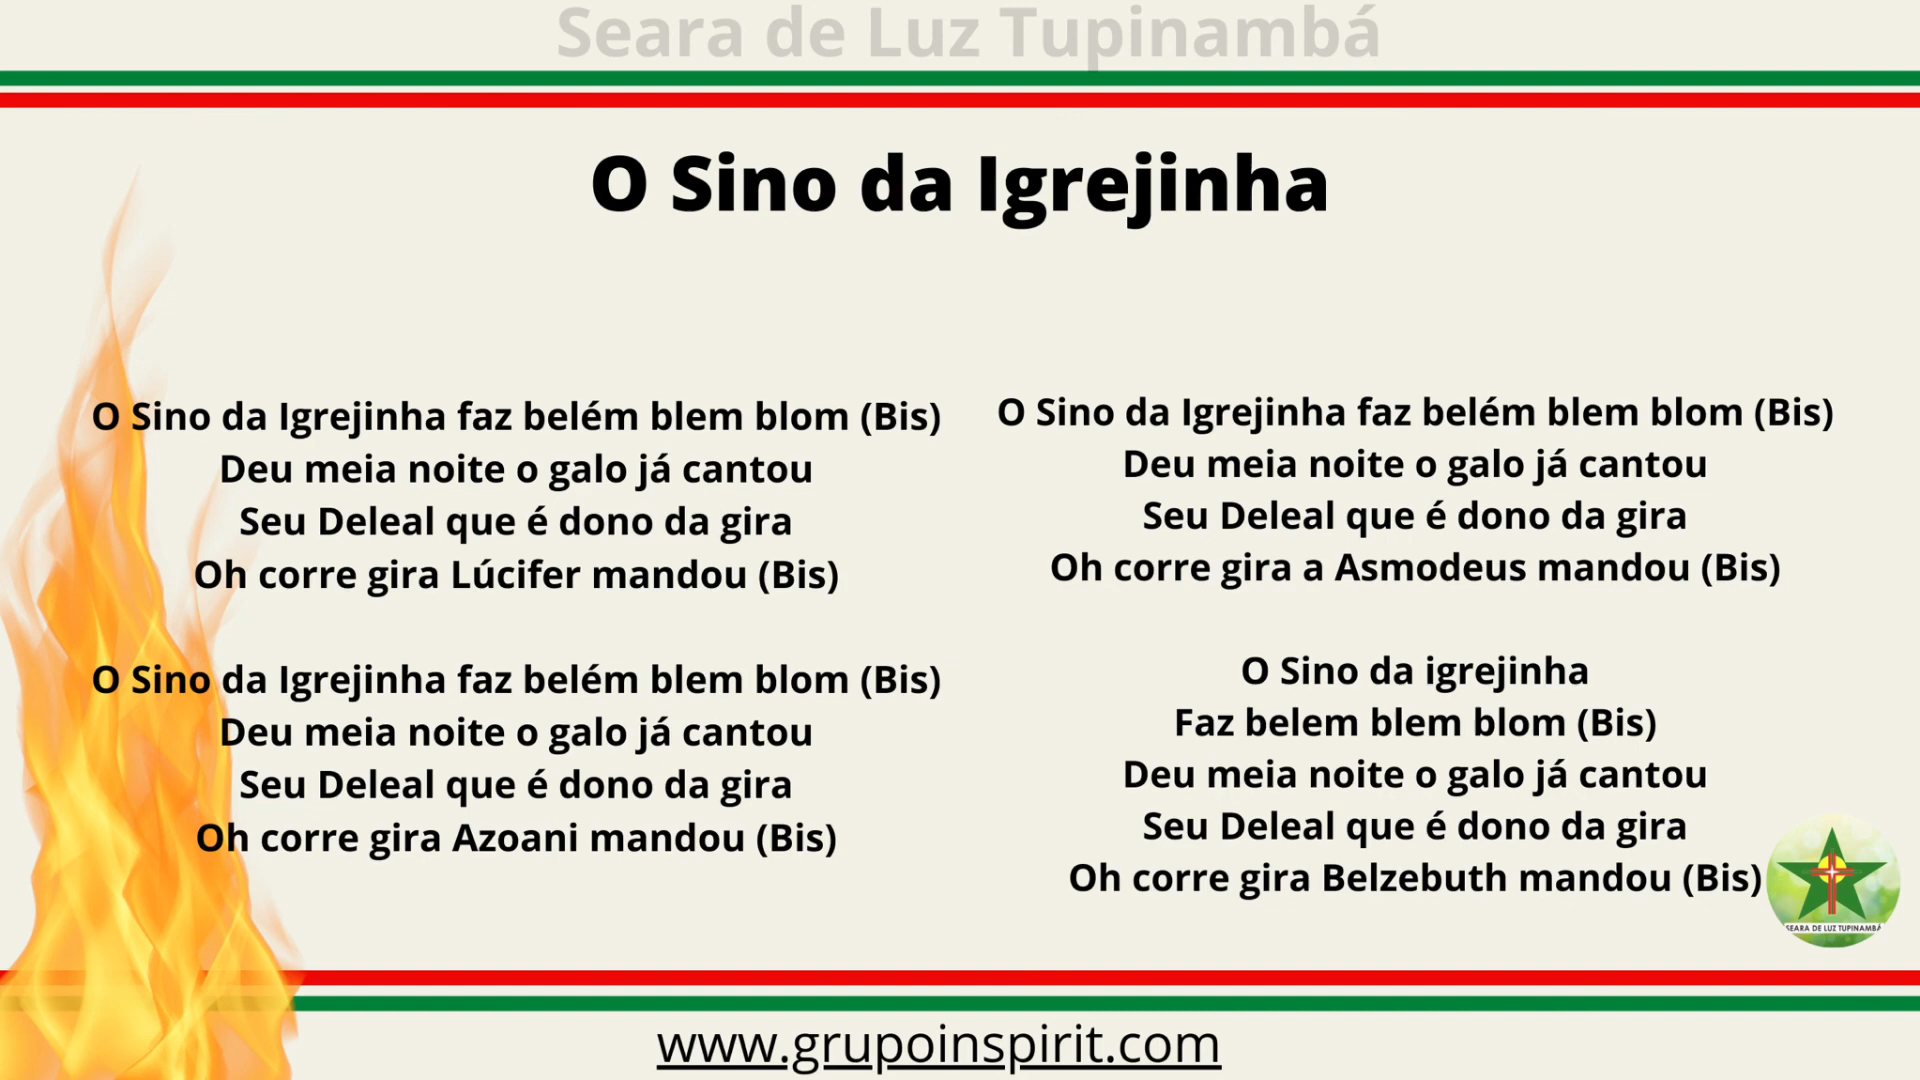 Seara de Luz Tupinambá
O Sino da Igrejinha
O Sino da Igrejinha faz belém blem blom (Bis)
Deu meia noite o galo já cantou
Seu Deleal que é dono da gira
Oh corre gira Lúcifer mandou (Bis)
O Sino da Igrejinha faz belém blem blom (Bis)
Deu meia noite o galo já cantou
Seu Deleal que é dono da gira
Oh corre gira Azoani mandou (Bis)
O Sino da Igrejinha faz belém blem blom (Bis)
Deu meia noite o galo já cantou
Seu Deleal que é dono da gira
Oh corre gira a Asmodeus mandou (Bis)
O Sino da igrejinha
Faz belem blem blom (Bis)
Deu meia noite o galo já cantou
Seu Deleal que é dono da gira
Oh corre gira Belzebuth mandou (Bis)
SEARA DE LUZ TUPINAMBÁ
www.grupoinspirit.com